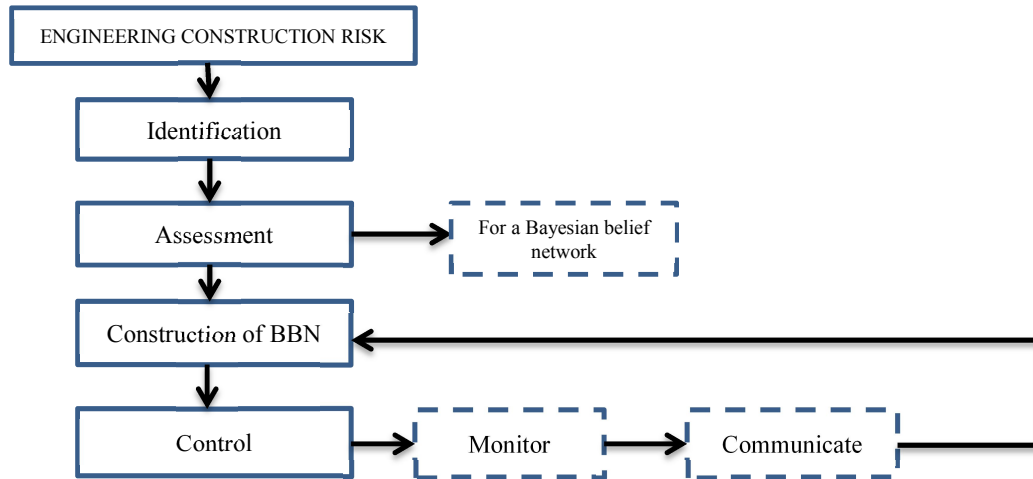 ENGINEERING CONSTRUCTION RISK
Identification
Assessment
For a Bayesian belief
network
Construction of BBN
Control
Monitor
Communicate